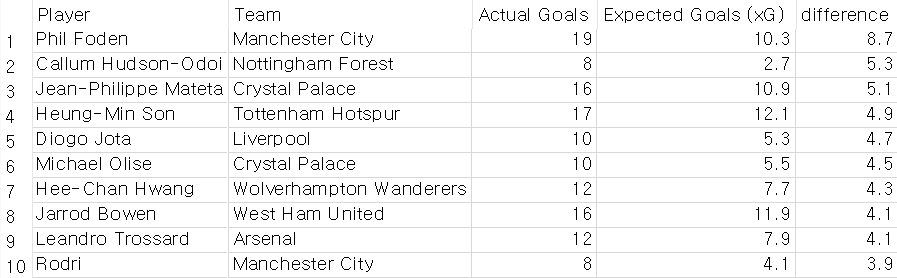 Player Team Actual Goals Expected Goals (xG) difference
1 Phil Foden Manchester City 19 10.3 8.7
2 Callum Hudson-Odoi Nottingham Forest 8 2.7 5.3
3 Jean-Philippe Mateta Crystal Palace 16 10.9 5.1
4 Heung-Min Son Tottenham Hotspur 17 12.1 4.9
5 Diogo Jota Liverpool 10 5.3 4.7
6 Michael Olise Crystal Palace 10 5.5 4.5
7 Hee-Chan Hwang Wolverhampton Wanderers 12 7.7 4.3
8 Jarrod Bowen West Ham United 16 11.9 4.1
9 Leandro Trossard Arsenal 12 7.9 4.1
10 Rodri Manchester City 8 4.1 3.9